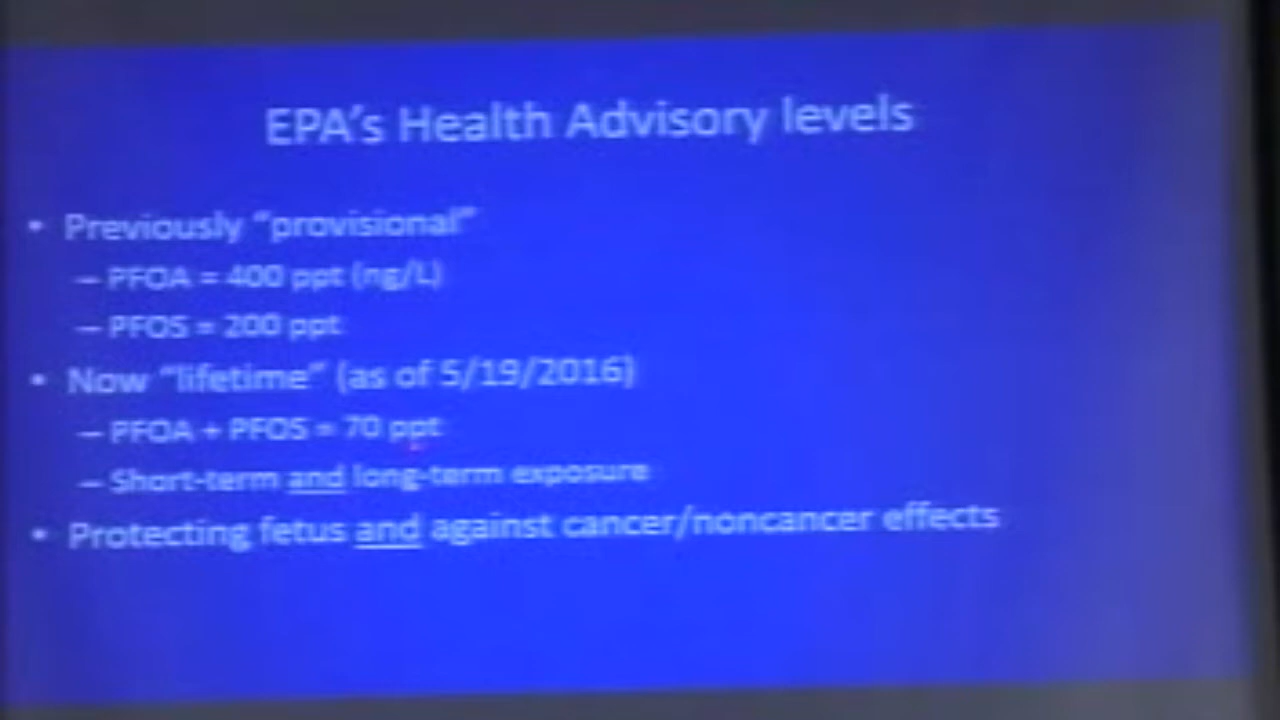 EPA's Health Advisory levels
• Previously “provisional”
– PFOA = 400 ppt (ng/L)
– PFOS = 200 ppt
• Now “lifetime” (as of 5/19/2016)
– PFOA + PFOS = 70 ppt
– Short-term and long-term exposure
• Protecting fetus and against cancer/noncancer effects